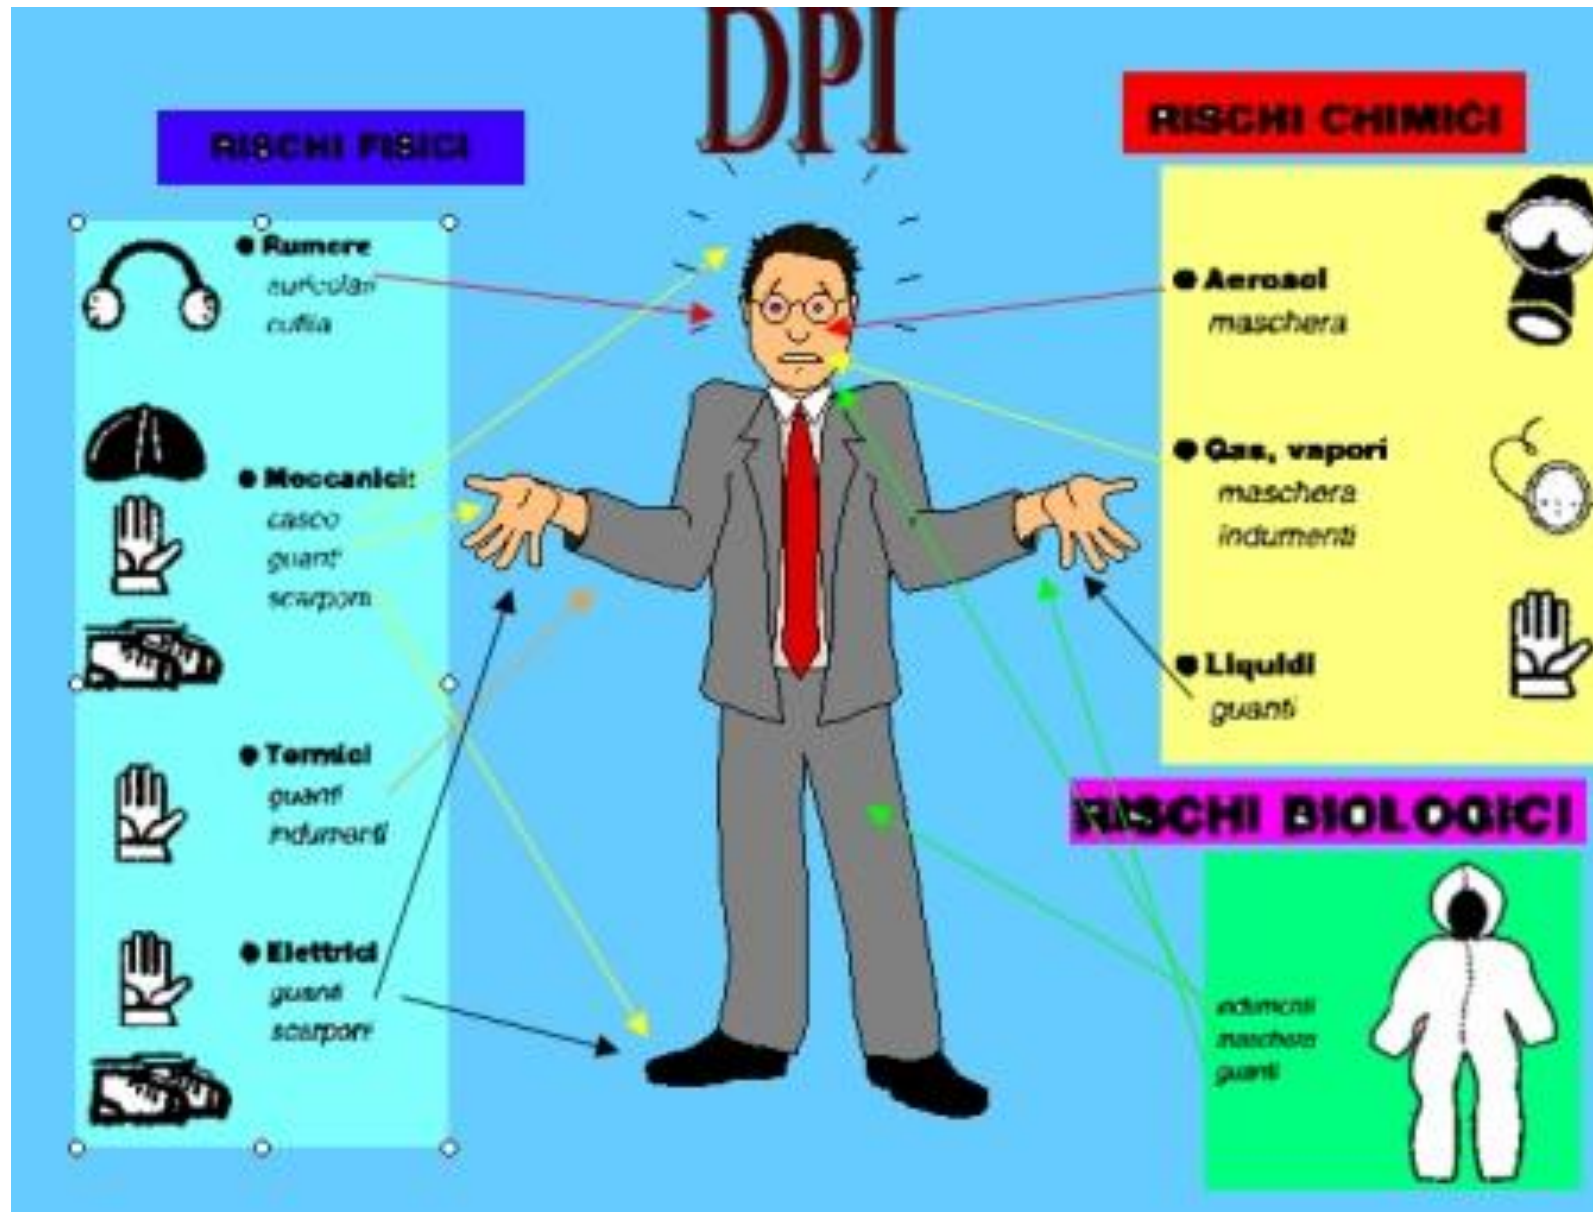 DPI
RISCHI FISICI
Rumore
auricolari
cuffia
Meccanici:
casco
guanti
scarponi
Termici
guanti
indumenti
Elettrici
guanti
scarponi
RISCHI CHIMICI
Aerosol
maschera
Gas, vapori
maschera
indumenti
Liquidi
guanti
RISCHI BIOLOGICI
indumenti
maschera
guanti